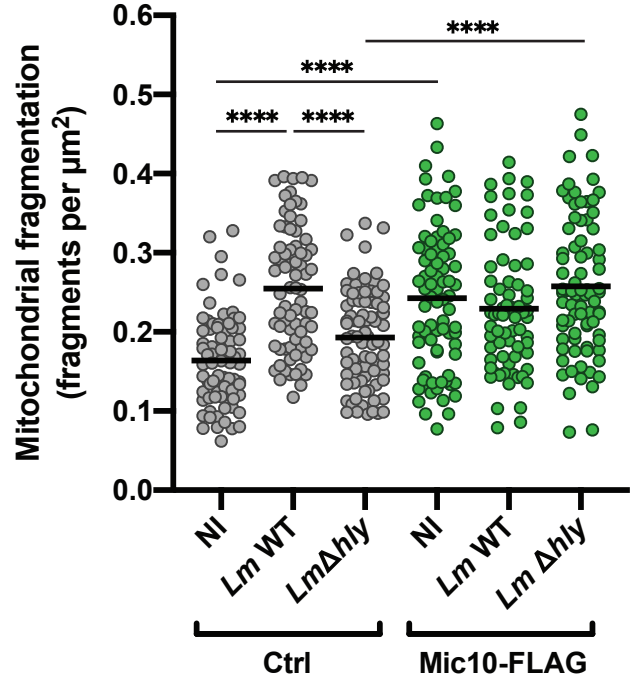 Mitochondrial fragmentation
(fragments per µm²)
0.6
0.5
0.4
0.3
0.2
0.1
0.0
****
****
****
****
NI
Lm WT
LmΔhly
NI
Lm WT
Lm Δhly
Ctrl
Mic10-FLAG